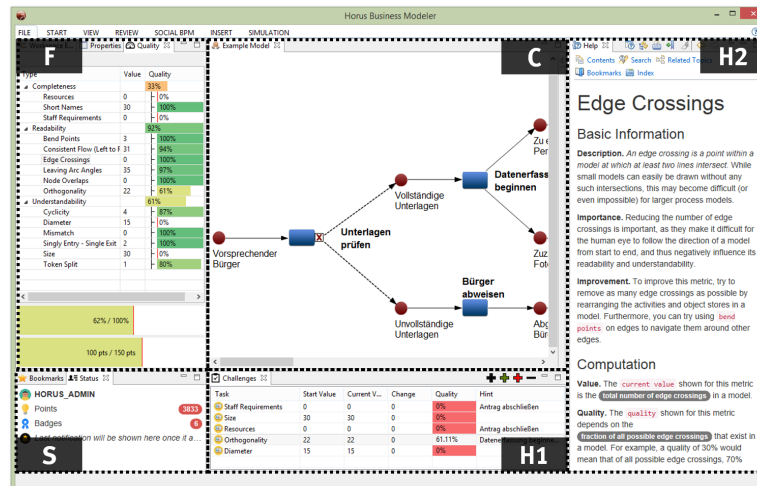 Horus Business Modeler
FILE START VIEW REVIEW SOCIAL BPM INSERT SIMULATION
Properties Quality
F
Type Value Quality
Completeness 33%
Resources 0 0%
Short Names 30 100%
Staff Requirements 0 0%
Readability 92%
Bend Points 3 100%
Consistent Flow (Left to F 31 94%
Edge Crossings 0 100%
Leaving Arc Angles 35 97%
Node Overlaps 0 100%
Orthogonality 22 61%
Understandability 61%
Cyclicity 4 87%
Diameter 15 0%
Mismatch 0 100%
Singly Entry - Single Exit 2 100%
Size 30 0%
Token Split 1 80%
62% / 100%
100 pts / 150 pts
Bookmarks Status
HORUS_ADMIN
Points 3833
Badges 6
Last notification will be shown here once it a...
S
Example Model
C
Vorsprechender
Bürger
Unterlagen
prüfen
Vollständige
Unterlagen
Datenerfass
beginnen
Zu e
Per
Zuz
Foto
Unvollständige
Unterlagen
Bürger
abweisen
Abg
Bür
Challenges
Task Start Value Current V... Change Quality Hint
Staff Requirements 0 0 0 0% Antrag abschließen
Size 30 30 0 0%
Resources 0 0 0 0% Antrag abschließen
Orthogonality 22 22 0 61.11% Datenerfassung beginne...
Diameter 15 15 0 0%
H1
Help
H2
Contents Search Related Topics
Bookmarks Index
Edge Crossings
Basic Information
Description. An edge crossing is a point within a
model at which at least two lines intersect. While
small models can easily be drawn without any
such intersections, this may become difficult (or
even impossible) for larger process models.
Importance. Reducing the number of edge
crossings is important, as they make it difficult for
the human eye to follow the direction of a model
from start to end, and thus negatively influence its
readability and understandability.
Improvement. To improve this metric, try to
remove as many edge crossings as possible by
rearranging the activities and object stores in a
model. Furthermore, you can try using bend
points on edges to navigate them around other
edges.
Computation
Value. The current value shown for this metric
is the total number of edge crossings in a model.
Quality. The quality shown for this metric
depends on the
fraction of all possible edge crossings that exist in
a model. For example, a quality of 30% would
mean that of all possible edge crossings, 70%